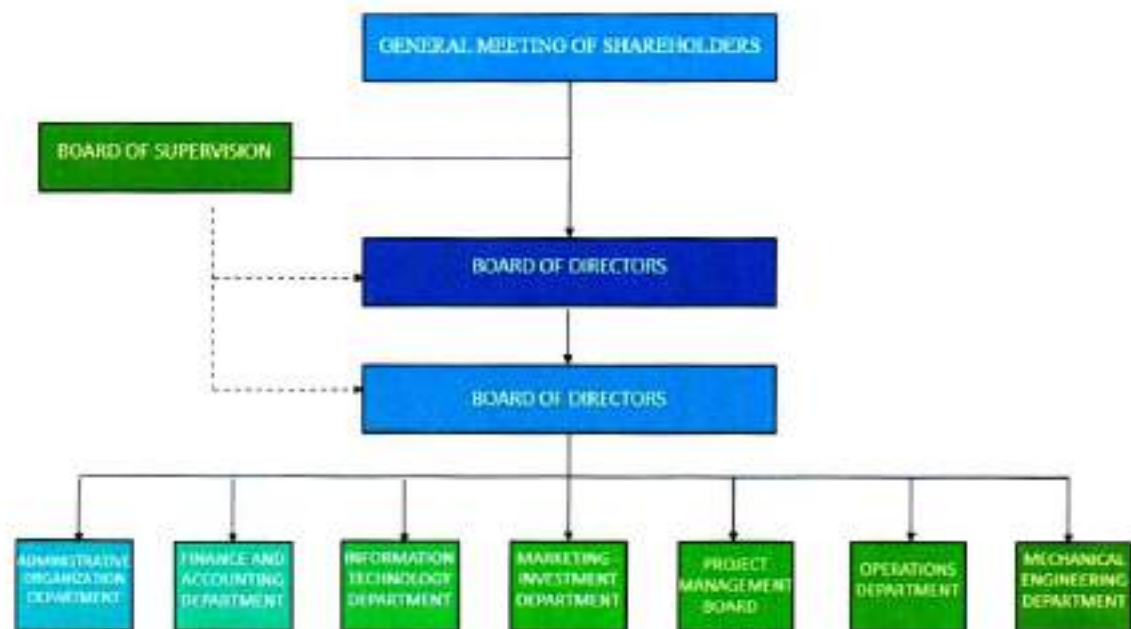 GENERAL MEETING OF SHAREHOLDERS
BOARD OF SUPERVISION
BOARD OF DIRECTORS
BOARD OF DIRECTORS
ADMINISTRATIVE
ORGANIZATION
DEPARTMENT
FINANCE AND
ACCOUNTING
DEPARTMENT
INFORMATION
TECHNOLOGY
DEPARTMENT
MARKETING
INVESTMENT
DEPARTMENT
PROJECT
MANAGEMENT
BOARD
OPERATIONS
DEPARTMENT
MECHANICAL
ENGINEERING
DEPARTMENT